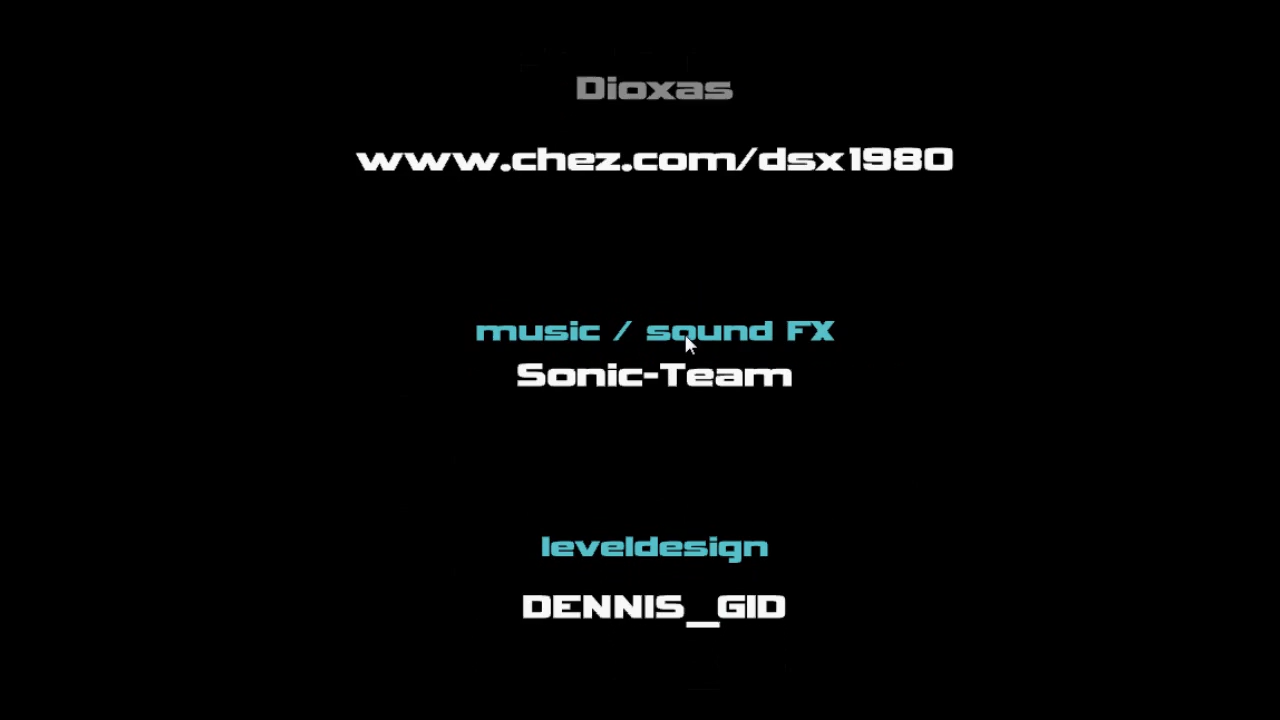 Dioxas
www.chez.com/dsx1980
music / sound FX
Sonic-Team
leveldesign
DENNIS_GID